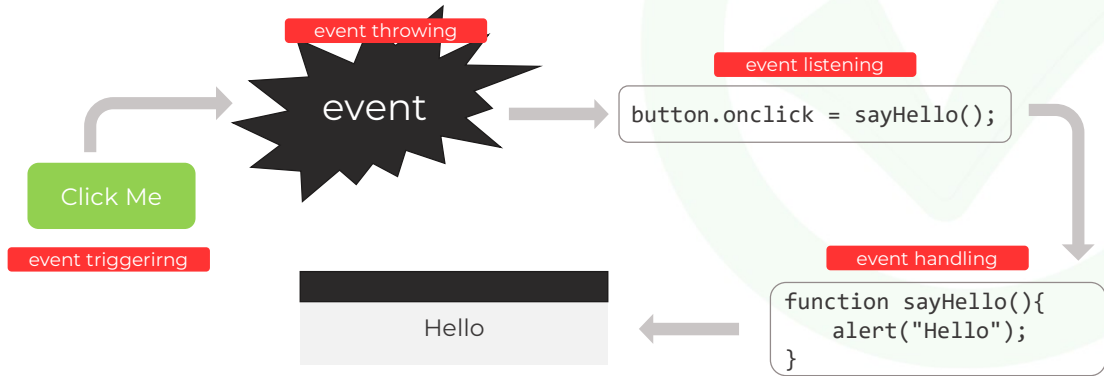 event throwing
event
event listening
button.onclick = sayHello();
Click Me
event triggerirng
event handling
function sayHello(){
alert("Hello");
}
Hello